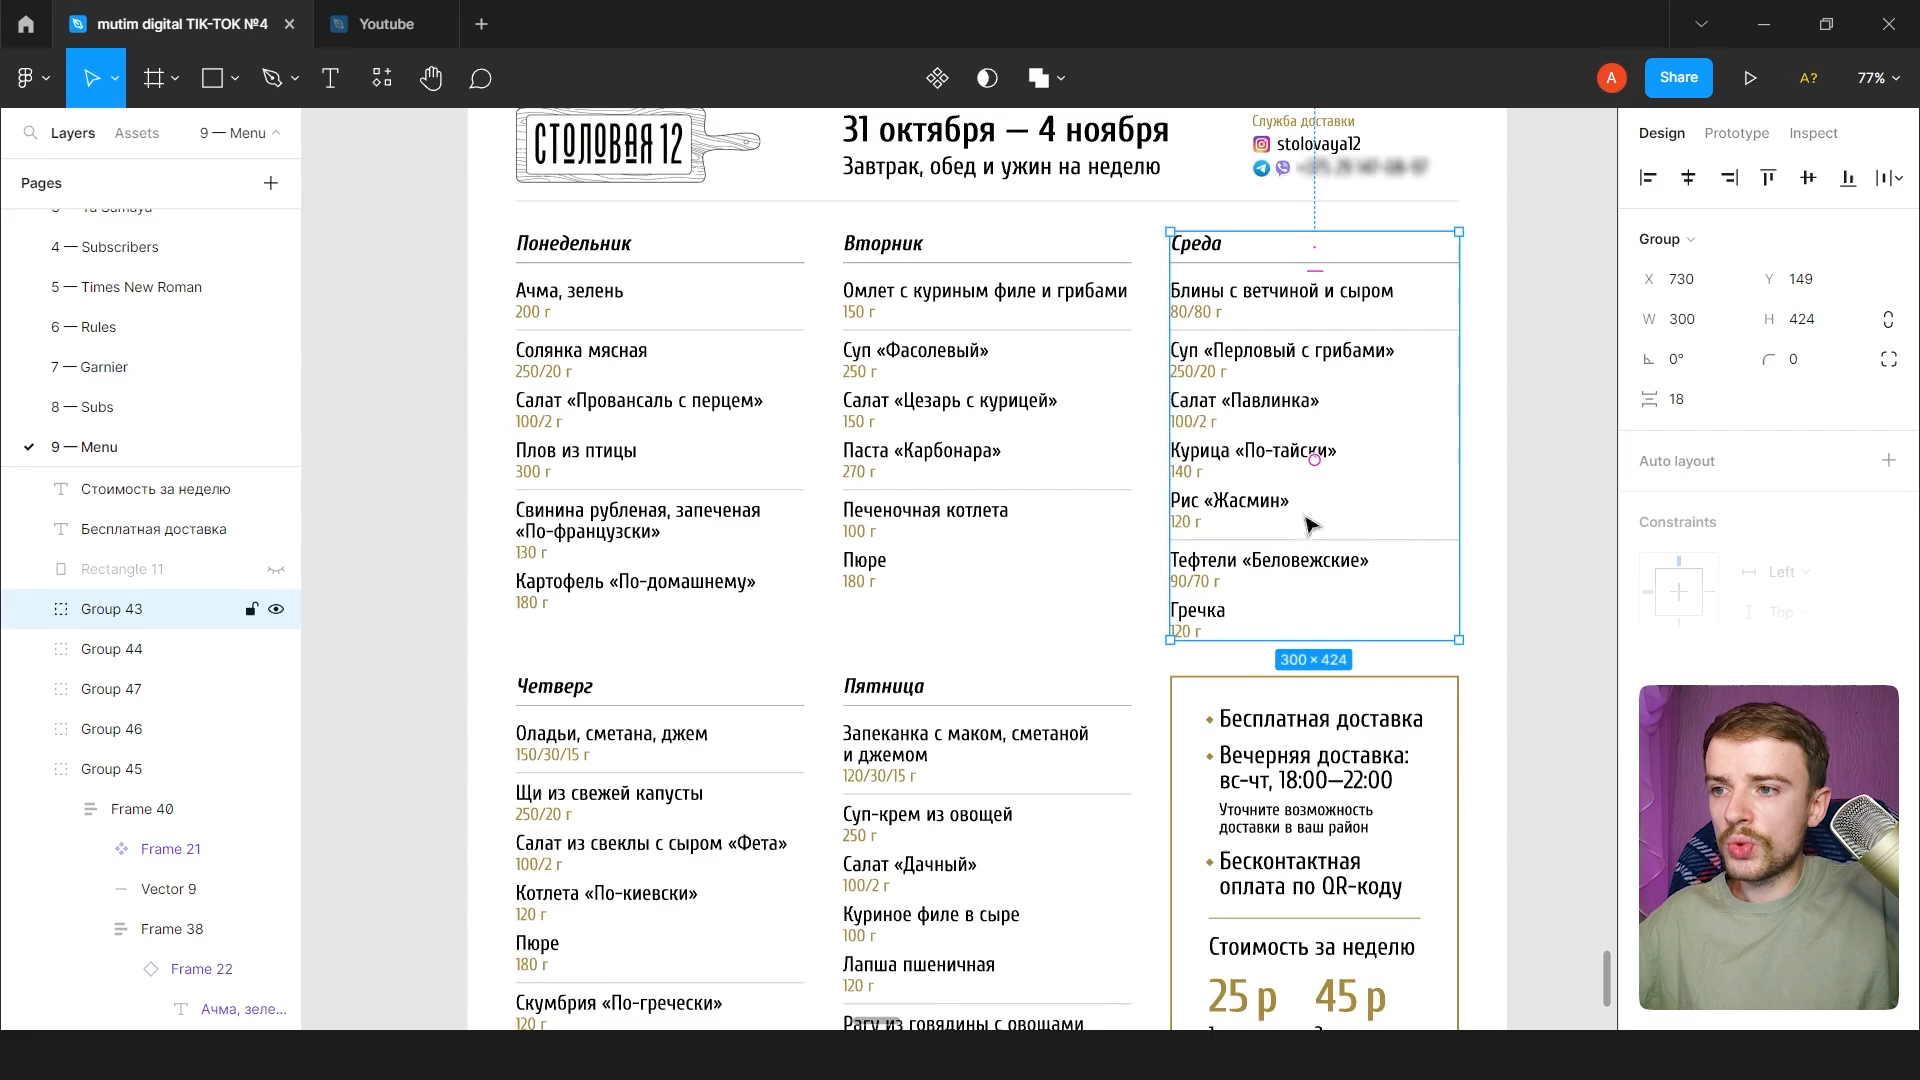 mutim digital TIK-TOK №4
Youtube
A
Share
A?
77%
Layers
Assets
9 — Menu
Pages
4 — Subscribers
5 — Times New Roman
6 — Rules
7 — Garnier
8 — Subs
9 — Menu
Стоимость за неделю
Бесплатная доставка
Rectangle 11
Group 43
Group 44
Group 47
Group 46
Group 45
Frame 40
Frame 21
Vector 9
Frame 38
Frame 22
Ачма, зеле...
СТОЛОВАЯ 12
31 октября — 4 ноября
Завтрак, обед и ужин на неделю
Служба доставки
stolovaya12
Понедельник
Ачма, зелень
200 г
Солянка мясная
250/20 г
Салат «Провансаль с перцем»
100/2 г
Плов из птицы
300 г
Свинина рубленая, запеченая
«По-французски»
130 г
Картофель «По-домашнему»
180 г
Вторник
Омлет с куриным филе и грибами
150 г
Суп «Фасолевый»
250 г
Салат «Цезарь с курицей»
150 г
Паста «Карбонара»
270 г
Печеночная котлета
100 г
Пюре
180 г
Среда
Блины с ветчиной и сыром
80/80 г
Суп «Перловый с грибами»
250/20 г
Салат «Павлинка»
100/2 г
Курица «По-тайски»
140 г
Рис «Жасмин»
120 г
Тефтели «Беловежские»
90/70 г
Гречка
120 г
300 × 424
Четверг
Оладьи, сметана, джем
150/30/15 г
Щи из свежей капусты
250/20 г
Салат из свеклы с сыром «Фета»
100/2 г
Котлета «По-киевски»
120 г
Пюре
180 г
Скумбрия «По-гречески»
120 г
Пятница
Запеканка с маком, сметаной
и джемом
120/30/15 г
Суп-крем из овощей
250 г
Салат «Дачный»
100/2 г
Куриное филе в сыре
100 г
Лапша пшеничная
120 г
Рагу из говядины с овощами
Бесплатная доставка
Вечерняя доставка:
вс–чт, 18:00—22:00
Уточните возможность
доставки в ваш район
Бесконтактная
оплата по QR-коду
Стоимость за неделю
25 р 45 р
Design
Prototype
Inspect
Group
X 730
Y 149
W 300
H 424
0°
0
18
Auto layout
Constraints
Left
Top